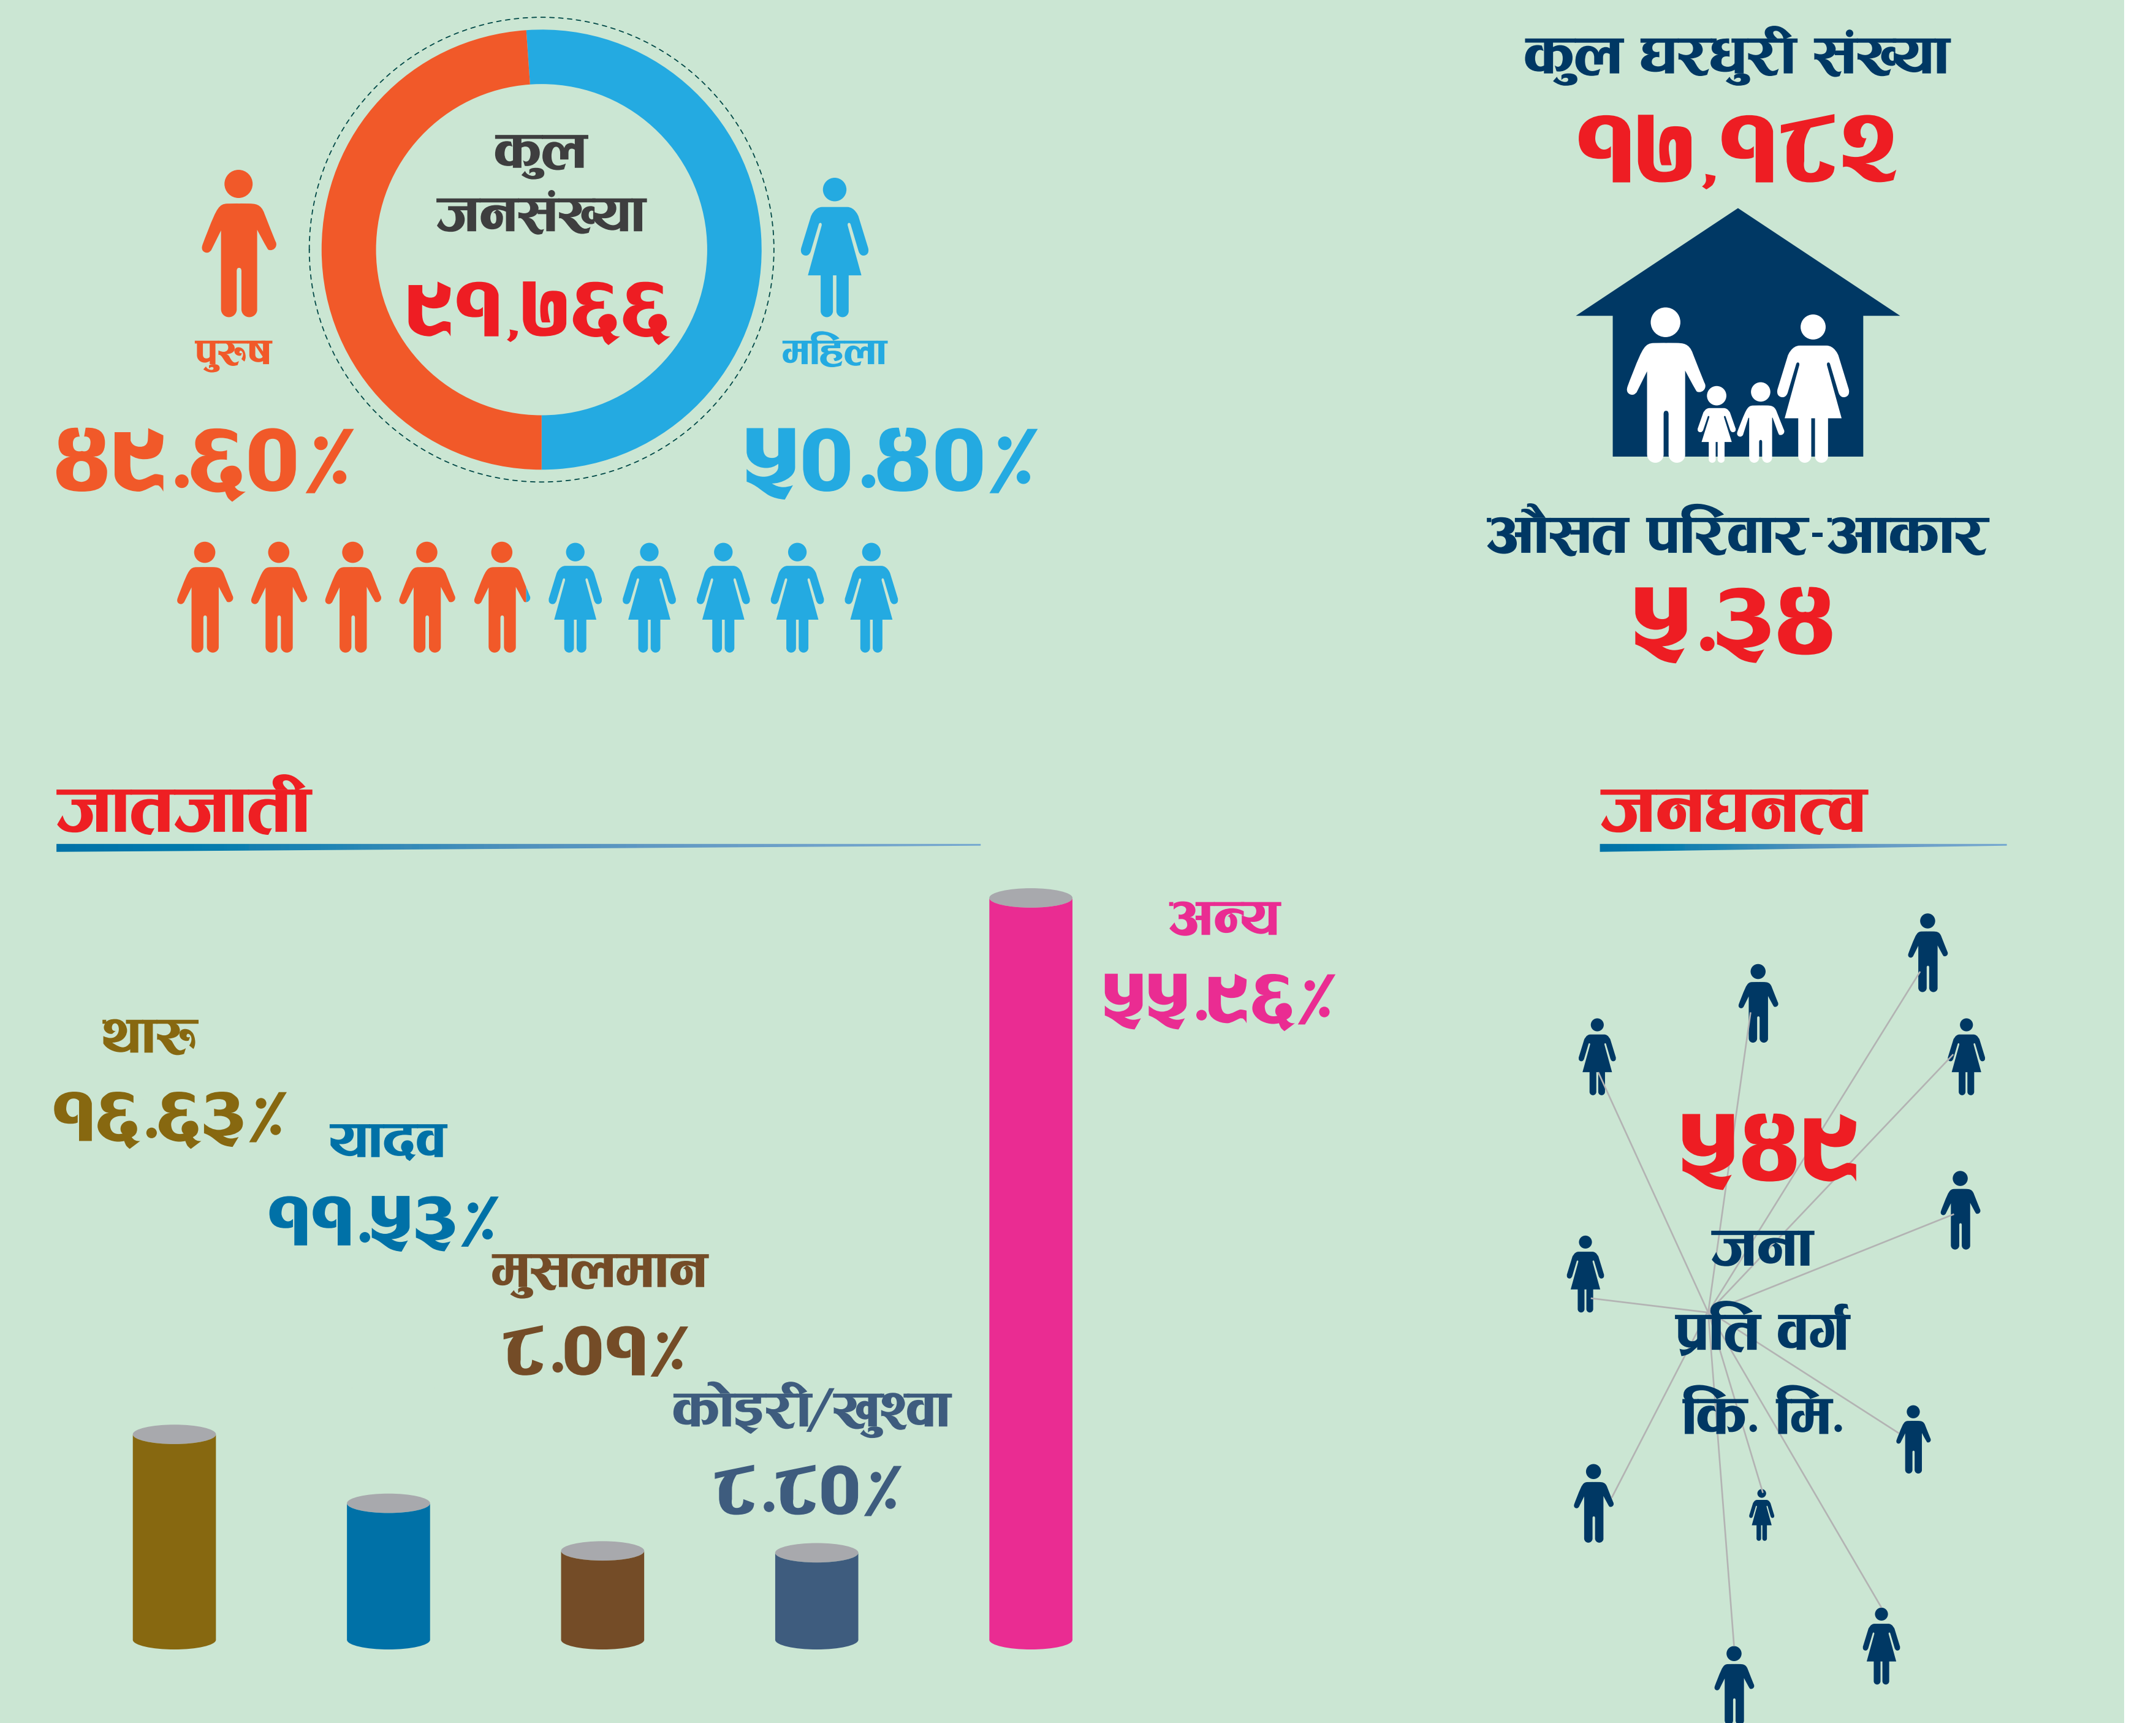 कुल
जनसंख्या
९१,७६६
पुरुष
४९.६०%
महिला
५०.४०%
कुल घरधुरी संख्या
१७,१८२
औसत परिवार-आकार
५.३४
जातजाती
थारु
१६.६३%
यादव
११.५३%
मुसलमान
८.०१%
कोइरी/खुश्वा
८.८०%
अन्य
५५.९६%
जनघनत्व
५४९
जना
प्रति वर्ग
कि. मि.